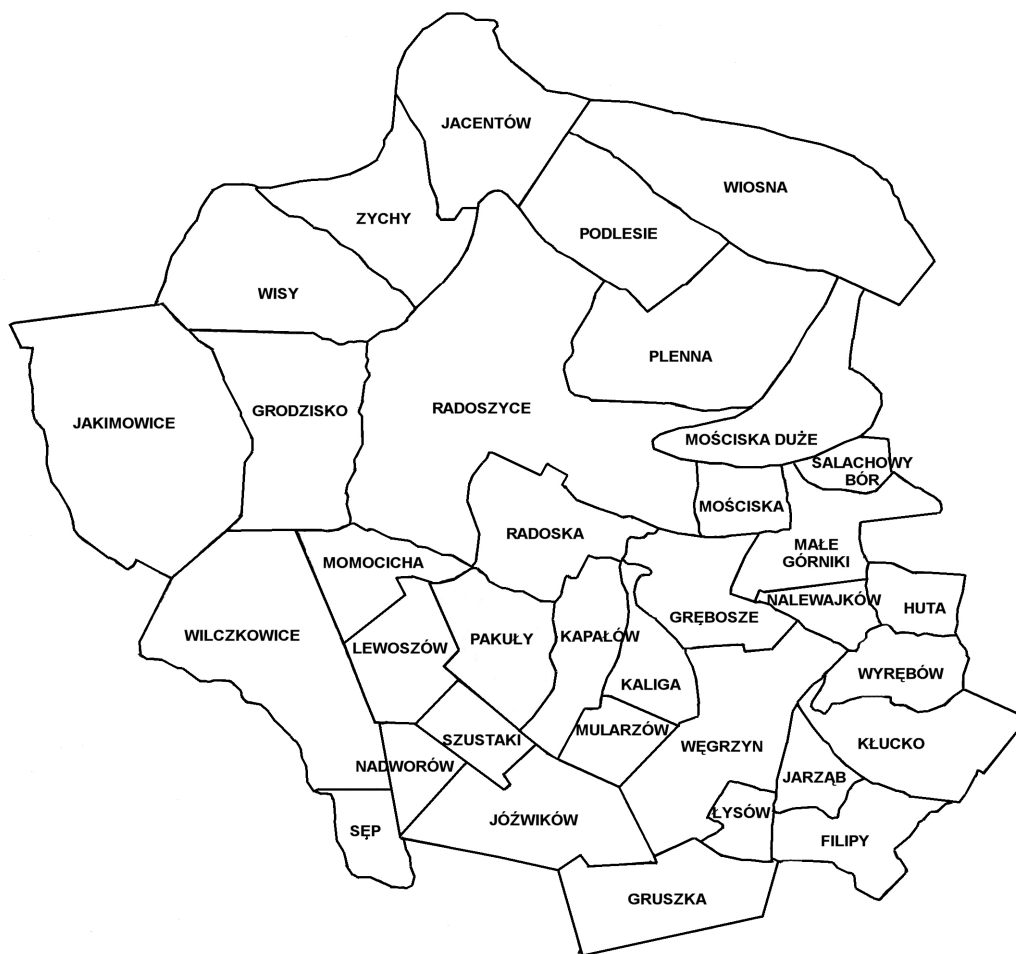 JACENTÓW
WIOSNA
ZYCHY
PODLESIE
WISY
PLENNA
JAKIMOWICE
GRODZISKO
RADOSZYCE
MOŚCISKA DUŻE
SALACHOWY
BÓR
MOŚCISKA
RADOSKA
MAŁE
GÓRNIKI
MOMOCICHA
NALEWAJKÓW
HUTA
GRĘBOSZE
WILCZKOWICE
LEWOSZÓW
PAKUŁY
KAPAŁÓW
WYRĘBÓW
KALIGA
SZUSTAKI
MULARZÓW
WĘGRZYN
KŁUCKO
NADWORÓW
JARZĄB
SĘP
JÓŹWIKÓW
ŁYSÓW
FILIPY
GRUSZKA